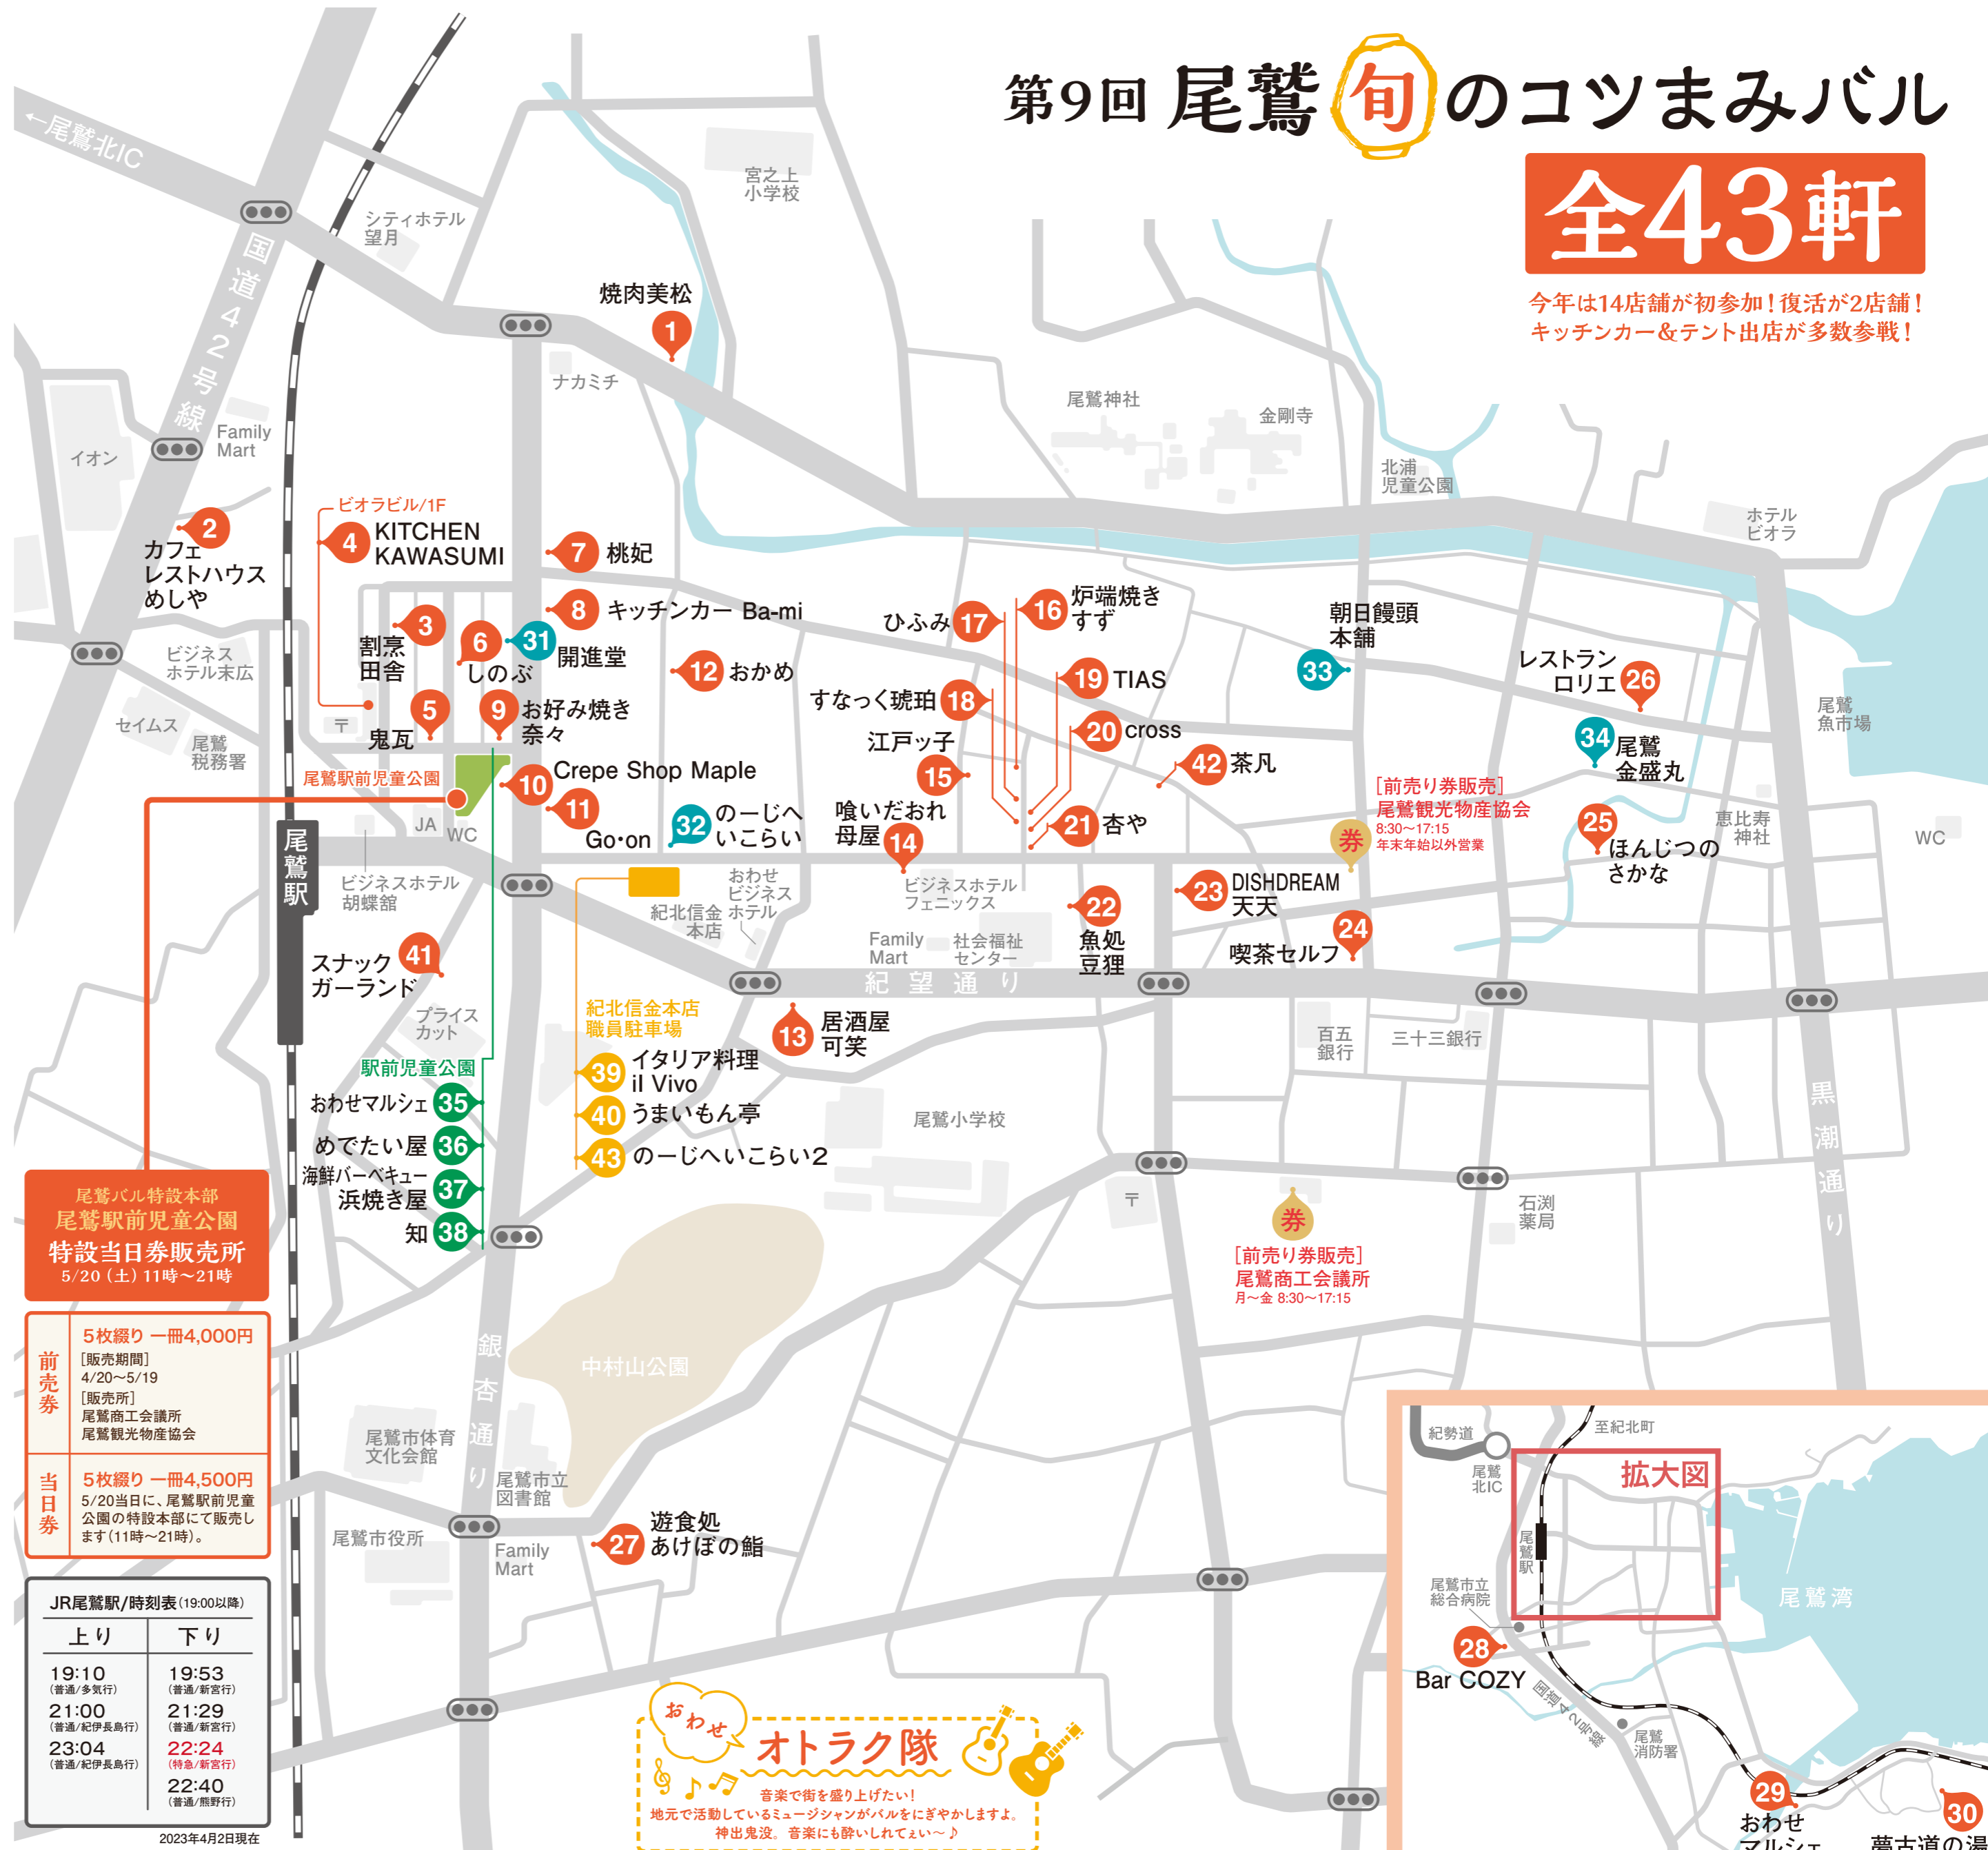 第9回 尾鷲 旬 のコツまみバル
全43軒
今年は14店舗が初参加！復活が2店舗！
キッチンカー＆テント出店が多数参戦！
←尾鷲北IC
国道42号線
シティホテル
望月
宮之上
小学校
焼肉美松
1
ナカミチ
Family
Mart
イオン
尾鷲神社
金剛寺
北浦
児童公園
ホテル
ビオラ
2
カフェ
レストハウス
めしや
ビオラビル/1F
4
KITCHEN
KAWASUMI
7
桃妃
8
キッチンカー Ba-mi
3
割烹
田舎
6
しのぶ
31
開進堂
12
おかめ
ひふみ
17
16
炉端焼き
すず
朝日饅頭
本舗
33
レストラン
ロリエ
26
ビジネス
ホテル末広
セイムス
尾鷲
税務署
〒
5
鬼瓦
9
お好み焼き
奈々
すなっく琥珀
18
19
TIAS
20
cross
江戸ッ子
15
42
茶凡
34
尾鷲
金盛丸
尾鷲
魚市場
尾鷲駅前児童公園
10
Crepe Shop Maple
11
Go・on
32
のーじへ
いこらい
喰いだおれ
母屋
14
21
杏や
[前売り券販売]
尾鷲観光物産協会
8:30〜17:15
年末年始以外営業
券
25
ほんじつの
さかな
恵比寿
神社
WC
JA
WC
尾鷲駅
ビジネスホテル
胡蝶舘
紀北信金
本店
おわせ
ビジネス
ホテル
ビジネスホテル
フェニックス
22
魚処
豆狸
23
DISHDREAM
天天
24
喫茶セルフ
Family
Mart
社会福祉
センター
紀望通り
スナック
ガーランド
41
プライス
カット
紀北信金本店
職員駐車場
13
居酒屋
可笑
百五
銀行
三十三銀行
39
イタリア料理
il Vivo
40
うまいもん亭
43
のーじへいこらい2
駅前児童公園
おわせマルシェ
35
めでたい屋
36
海鮮バーベキュー
浜焼き屋
37
知
38
尾鷲小学校
黒潮通り
〒
石渕
薬局
券
[前売り券販売]
尾鷲商工会議所
月〜金 8:30〜17:15
尾鷲バル特設本部
尾鷲駅前児童公園
特設当日券販売所
5/20（土）11時〜21時
前売券
5枚綴り 一冊4,000円
[販売期間]
4/20〜5/19
[販売所]
尾鷲商工会議所
尾鷲観光物産協会
当日券
5枚綴り 一冊4,500円
5/20当日に、尾鷲駅前児童
公園の特設本部にて販売し
ます(11時〜21時)。
銀杏通り
中村山公園
尾鷲市体育
文化会館
尾鷲市立
図書館
尾鷲市役所
Family
Mart
27
遊食処
あけぼの鮨
JR尾鷲駅/時刻表（19:00以降）
上り 下り
19:10 19:53
（普通/多気行） （普通/新宮行）
21:00 21:29
（普通/紀伊長島行） （普通/新宮行）
23:04 22:24
（普通/紀伊長島行） （特急/新宮行）
22:40
（普通/熊野行）
2023年4月2日現在
おわせ
オトラク隊
音楽で街を盛り上げたい！
地元で活動しているミュージシャンがバルをにぎやかしますよ。
神出鬼没。音楽にも酔いしれてぇい〜♪
紀勢道
尾鷲
北IC
至紀北町
拡大図
尾鷲駅
尾鷲市立
総合病院
28
Bar COZY
国道42号線
尾鷲
消防署
尾鷲湾
29
おわせ
マルシェ
30
夢古道の湯